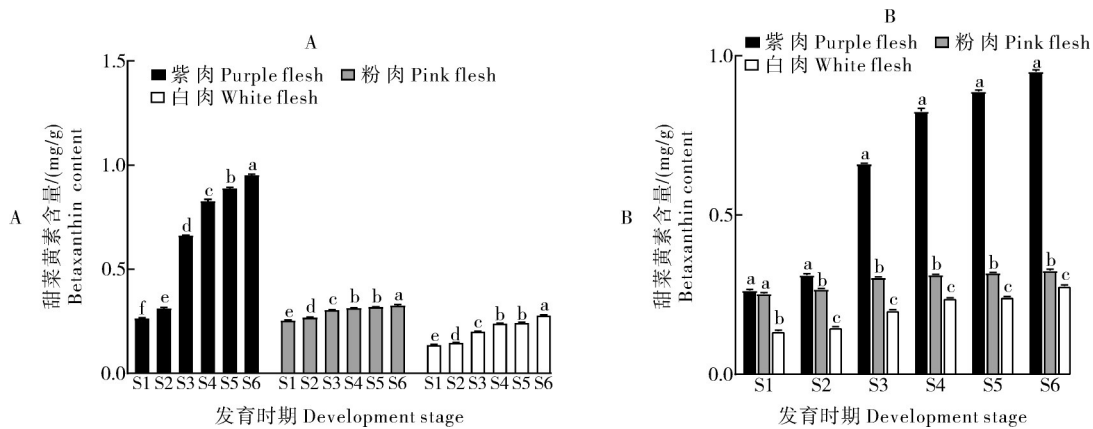 A
1.5
紫肉 Purple flesh 粉肉 Pink flesh
白肉 White flesh
1.0
0.5
0.0
甜菜黄素含量/(mg/g)
Betaxanthin content
A
f e d c b a
e d c b b a
e d c b b a
S1 S2 S3 S4 S5 S6 S1 S2 S3 S4 S5 S6 S1 S2 S3 S4 S5 S6
发育时期 Development stage
B
1.0
紫肉 Purple flesh 粉肉 Pink flesh
白肉 White flesh
0.5
0.0
甜菜黄素含量/(mg/g)
Betaxanthin content
B
a a b
a b c
a b c
a b c
a b c
a b c
S1 S2 S3 S4 S5 S6
发育时期 Development stage